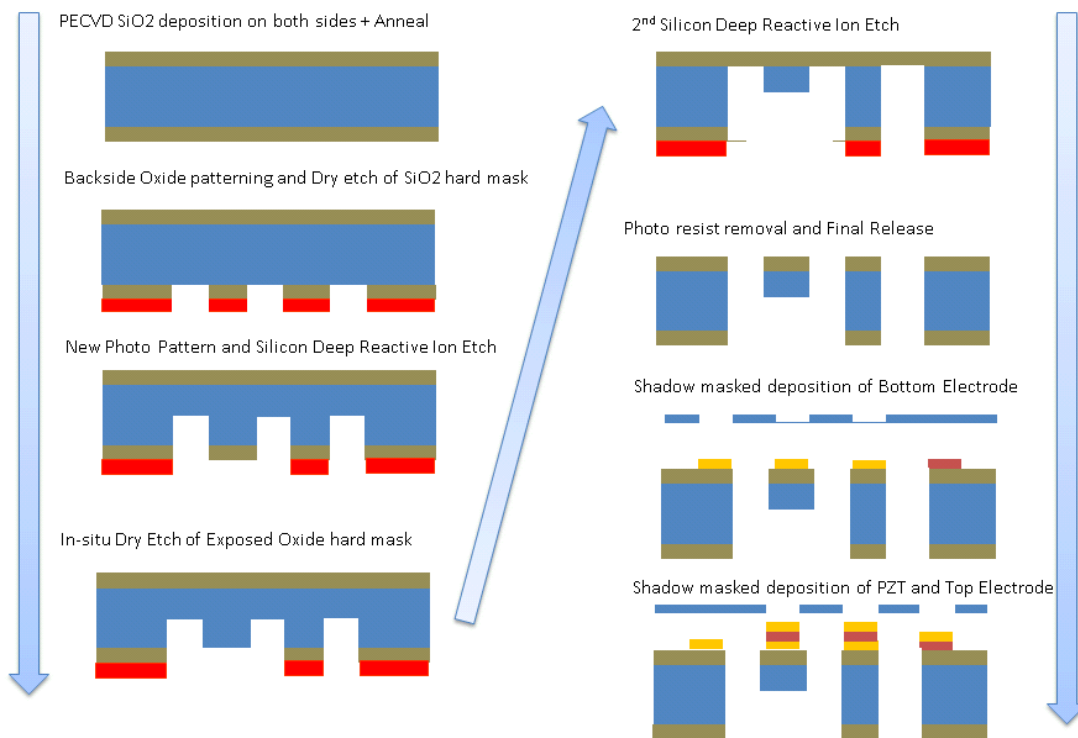 PECVD SiO2 deposition on both sides + Anneal
Backside Oxide patterning and Dry etch of SiO2 hard mask
New Photo Pattern and Silicon Deep Reactive Ion Etch
In-situ Dry Etch of Exposed Oxide hard mask
2nd Silicon Deep Reactive Ion Etch
Photo resist removal and Final Release
Shadow masked deposition of Bottom Electrode
Shadow masked deposition of PZT and Top Electrode